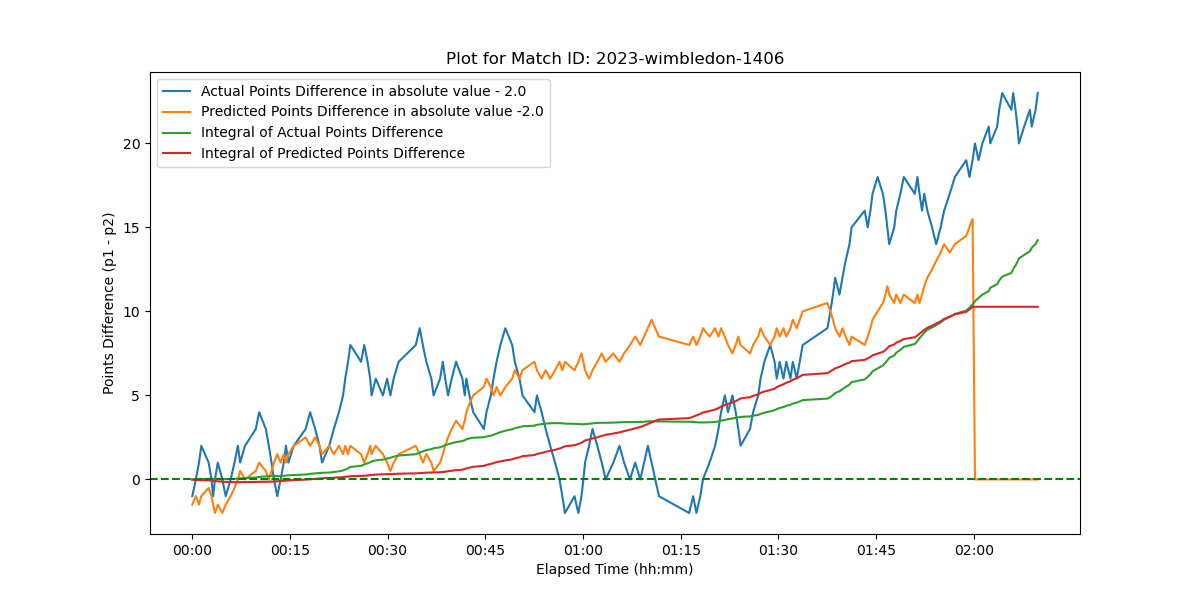 Plot for Match ID: 2023-wimbledon-1406
Actual Points Difference in absolute value - 2.0
Predicted Points Difference in absolute value -2.0
Integral of Actual Points Difference
Integral of Predicted Points Difference
Points Difference (p1 - p2)
20
15
10
5
0
00:00
00:15
00:30
00:45
01:00
01:15
01:30
01:45
02:00
Elapsed Time (hh:mm)